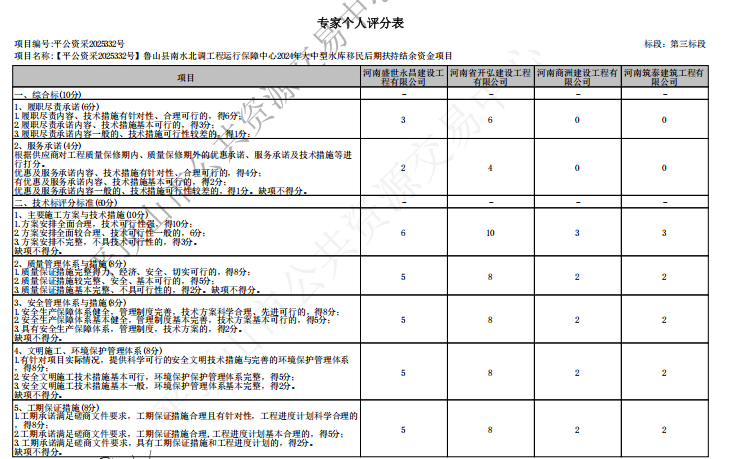 专家个人评分表
项目编号:平公资采2025332号 标段：第三标段
项目名称:【平公资采2025332号】鲁山县南水北调工程运行保障中心2024年大中型水库移民后期扶持结余资金项目
项目 河南盛世永昌建设工程有限公司 河南省开弘建设工程有限公司 河南商洲建设工程有限公司 河南筑泰建筑工程有限公司
一、综合标(10分) － － － －
1、履职尽责承诺(6分)
1.履职尽责内容、技术措施有针对性、合理可行的，得6分；
2.履职尽责承诺内容、技术措施基本可行的，得3分；
3.履职尽责承诺内容一般的、技术措施可行性较差的，得1分；
3 6 0 0
2、服务承诺(4分)
根据供应商对工程质量保修期内、质量保修期外的优惠承诺、服务承诺及技术措施等进
行打分。
优惠及服务承诺内容、技术措施有针对性、合理可行的，得4分；
有优惠及服务承诺内容、技术措施基本可行的，得2分；
优惠及服务承诺内容一般的、技术措施可行性较差的，得1分。缺项不得分。
2 4 0 0
二、技术标评分标准(60分) － － － －
1、主要施工方案与技术措施(10分)
1.方案安排全面合理，技术可行性强，得10分；
2.方案安排全面较合理、技术可行性一般的，6分；
3.方案安排不完整，不具技术可行性的，得3分。
缺项不得分。
6 10 3 3
2、质量管理体系与措施(8分)
1.质量保证措施完整得力、经济、安全、切实可行的，得8分；
2.质量保证措施较完整、安全、基本可行的，得5分；
3.质量保证措施基本完整、不具可行性的，得2分。缺项不得分。
5 8 2 2
3、安全管理体系与措施(8分)
1.安全生产保障体系健全，管理制度完善，技术方案科学合理、先进可行的，得8分；
2.安全生产保障体系基本健全，管理制度基本完善，技术方案基本可行的，得5分；
3.具有安全生产保障体系，管理制度，技术方案的，得2分。
缺项不得分。
5 8 2 2
4、文明施工、环境保护管理体系(8分)
1.有针对项目实际情况，提供科学可行的安全文明技术措施与完善的环境保护管理体系
，得8分；
2.安全文明施工技术措施基本可行，环境保护保护管理体系完整，得5分；
3.安全文明施工技术措施基本一般，环境保护管理体系基本完整，得2分。
缺项不得分。
5 8 2 2
5、工期保证措施(8分)
1.工期承诺满足磋商文件要求，工期保证措施合理且有针对性，工程进度计划科学合理的
，得8分；
2.工期承诺满足磋商文件要求，工期保证措施合理,工程进度计划基本合理的，得5分；
3.工期承诺满足磋商文件要求，具有工期保证措施和工程进度计划的，得2分。
缺项不得分。
5 8 2 2
山市公共资源交易中心